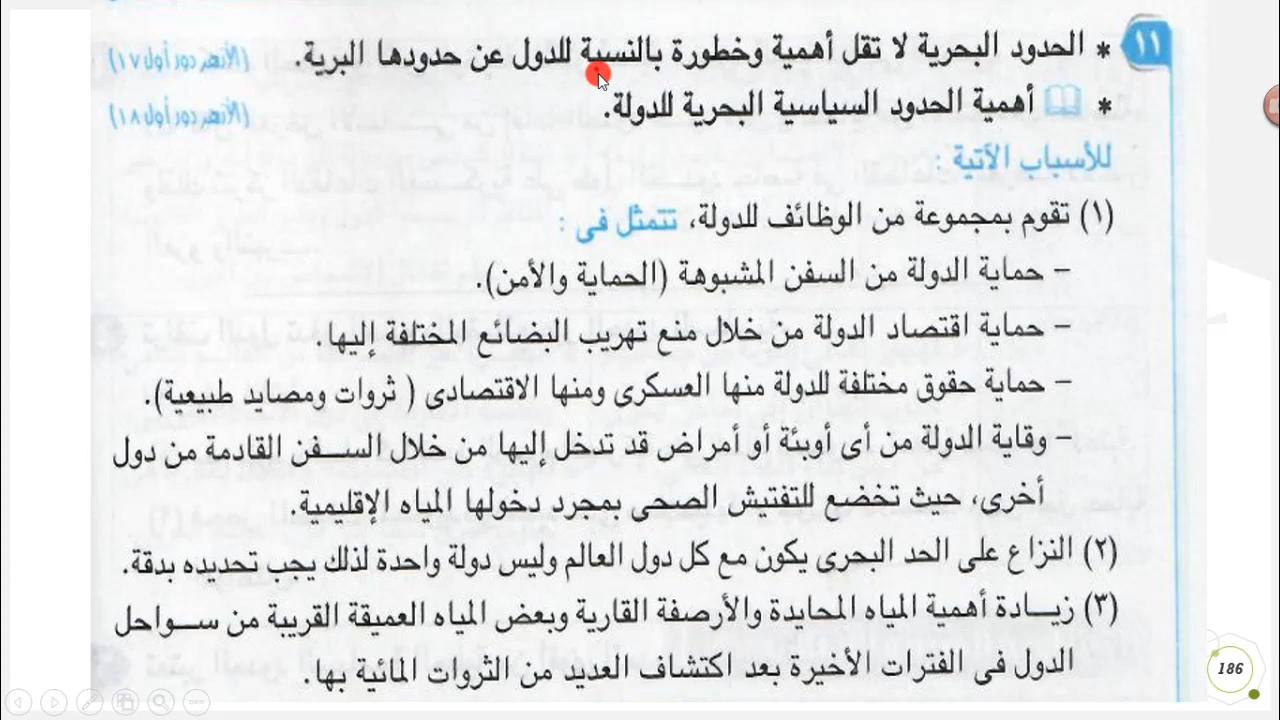 ١١
* الحدود البحرية لا تقل أهمية وخطورة بالنسبة للدول عن حدودها البرية. (الأزهر دور أول ١٧)
* أهمية الحدود السياسية البحرية للدولة. (الأزهر دور أول ١٨)
للأسباب الآتية :
(١) تقوم بمجموعة من الوظائف للدولة، تتمثل فى :
– حماية الدولة من السفن المشبوهة (الحماية والأمن).
– حماية اقتصاد الدولة من خلال منع تهريب البضائع المختلفة إليها.
– حماية حقوق مختلفة للدولة منها العسكرى ومنها الاقتصادى ( ثروات ومصايد طبيعية).
– وقاية الدولة من أى أوبئة أو أمراض قد تدخل إليها من خلال السفن القادمة من دول
أخرى، حيث تخضع للتفتيش الصحى بمجرد دخولها المياه الإقليمية.
(٢) النزاع على الحد البحرى يكون مع كل دول العالم وليس دولة واحدة لذلك يجب تحديده بدقة.
(٣) زيادة أهمية المياه المحايدة والأرصفة القارية وبعض المياه العميقة القريبة من سواحل
الدول فى الفترات الأخيرة بعد اكتشاف العديد من الثروات المائية بها.
186